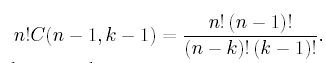 n!C(n − 1, k − 1) = \frac{n! (n − 1)!}{(n − k)! (k − 1)!}.